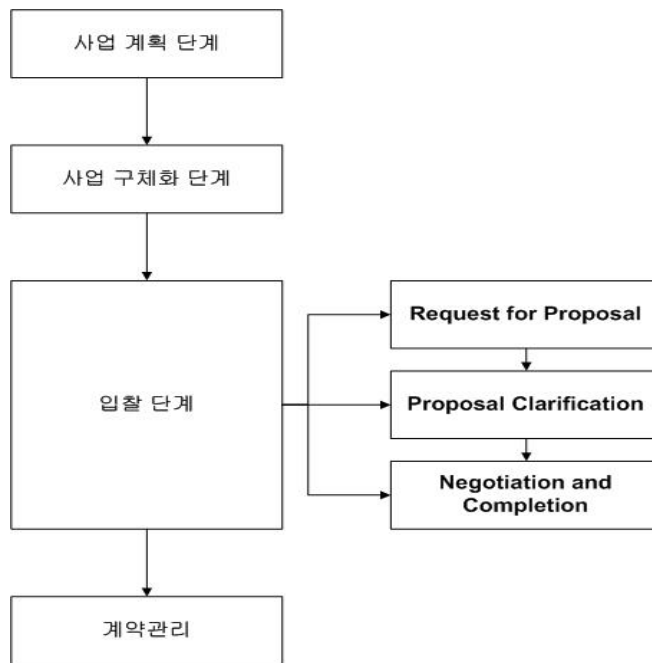 사업 계획 단계
사업 구체화 단계
입찰 단계
Request for Proposal
Proposal Clarification
Negotiation and
Completion
계약관리